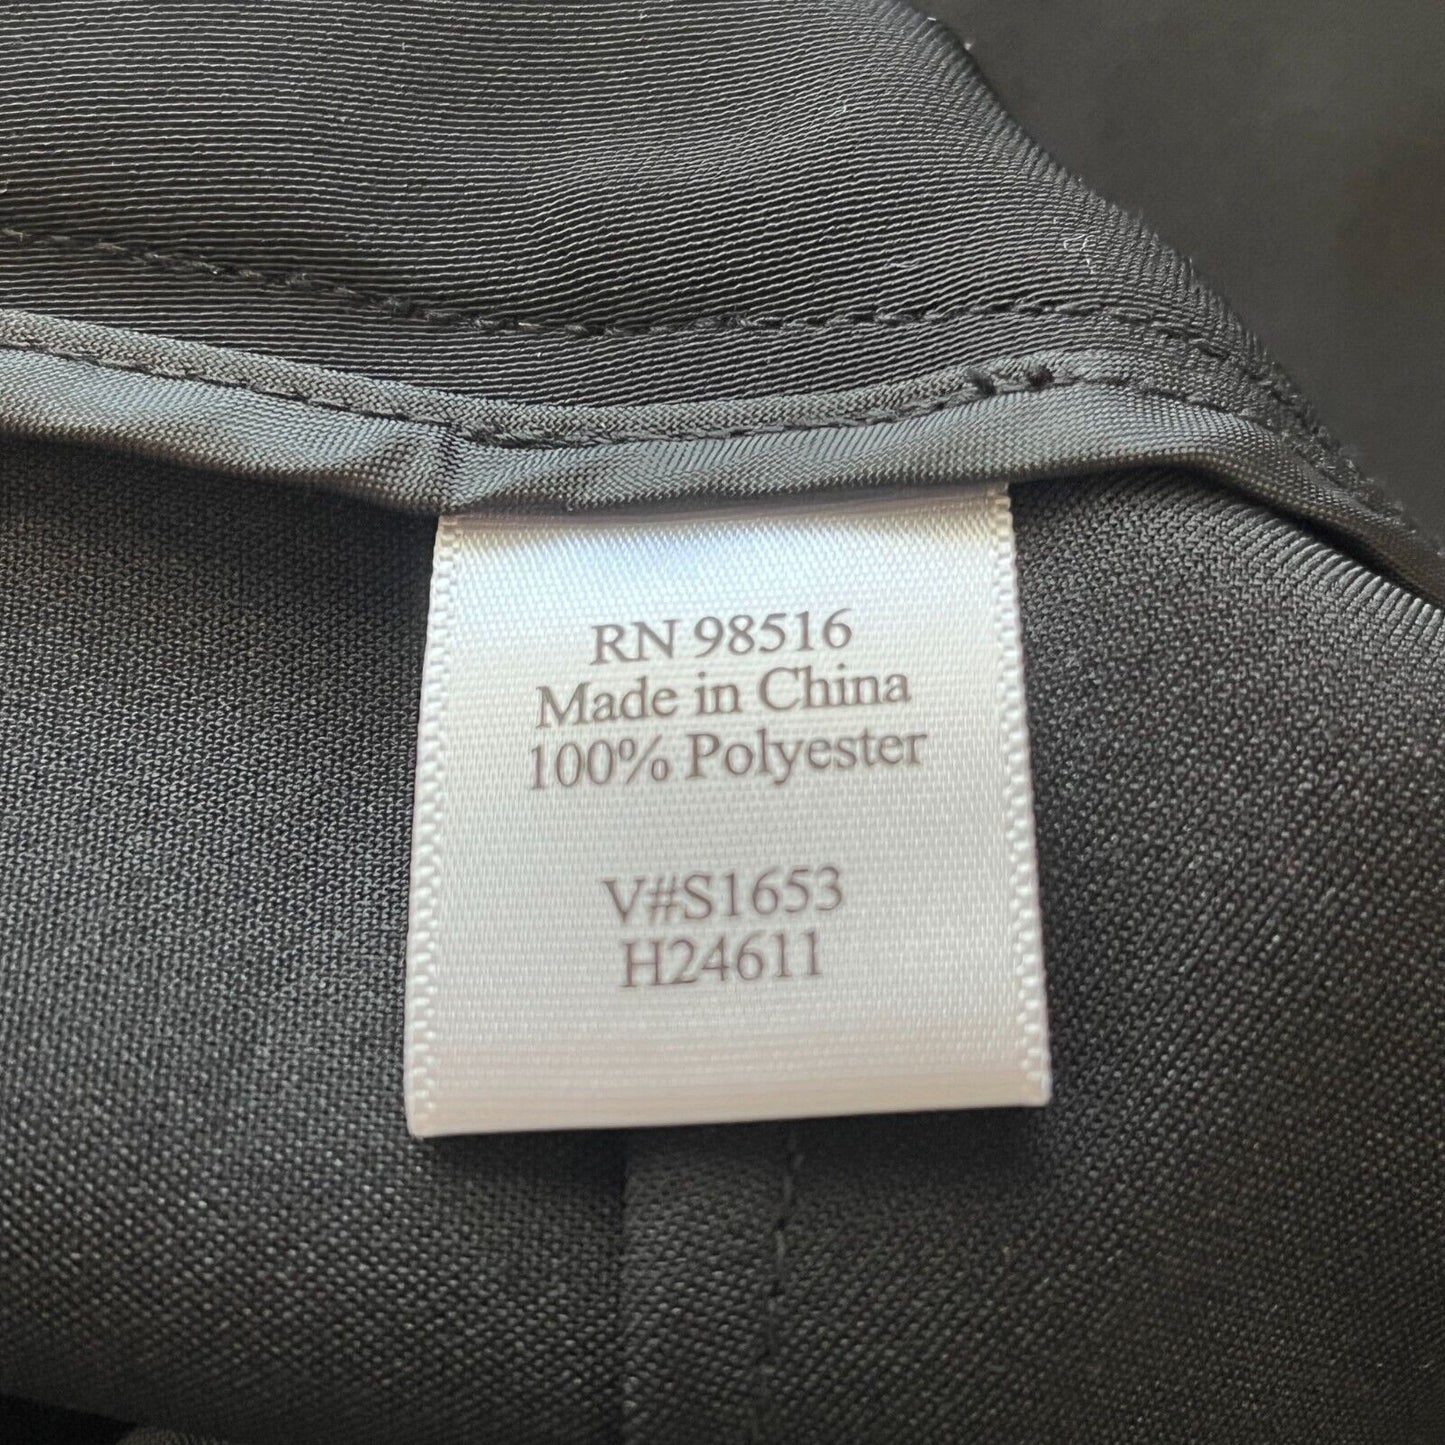 RN 98516
Made in China
100% Polyester
V#S1653
H24611